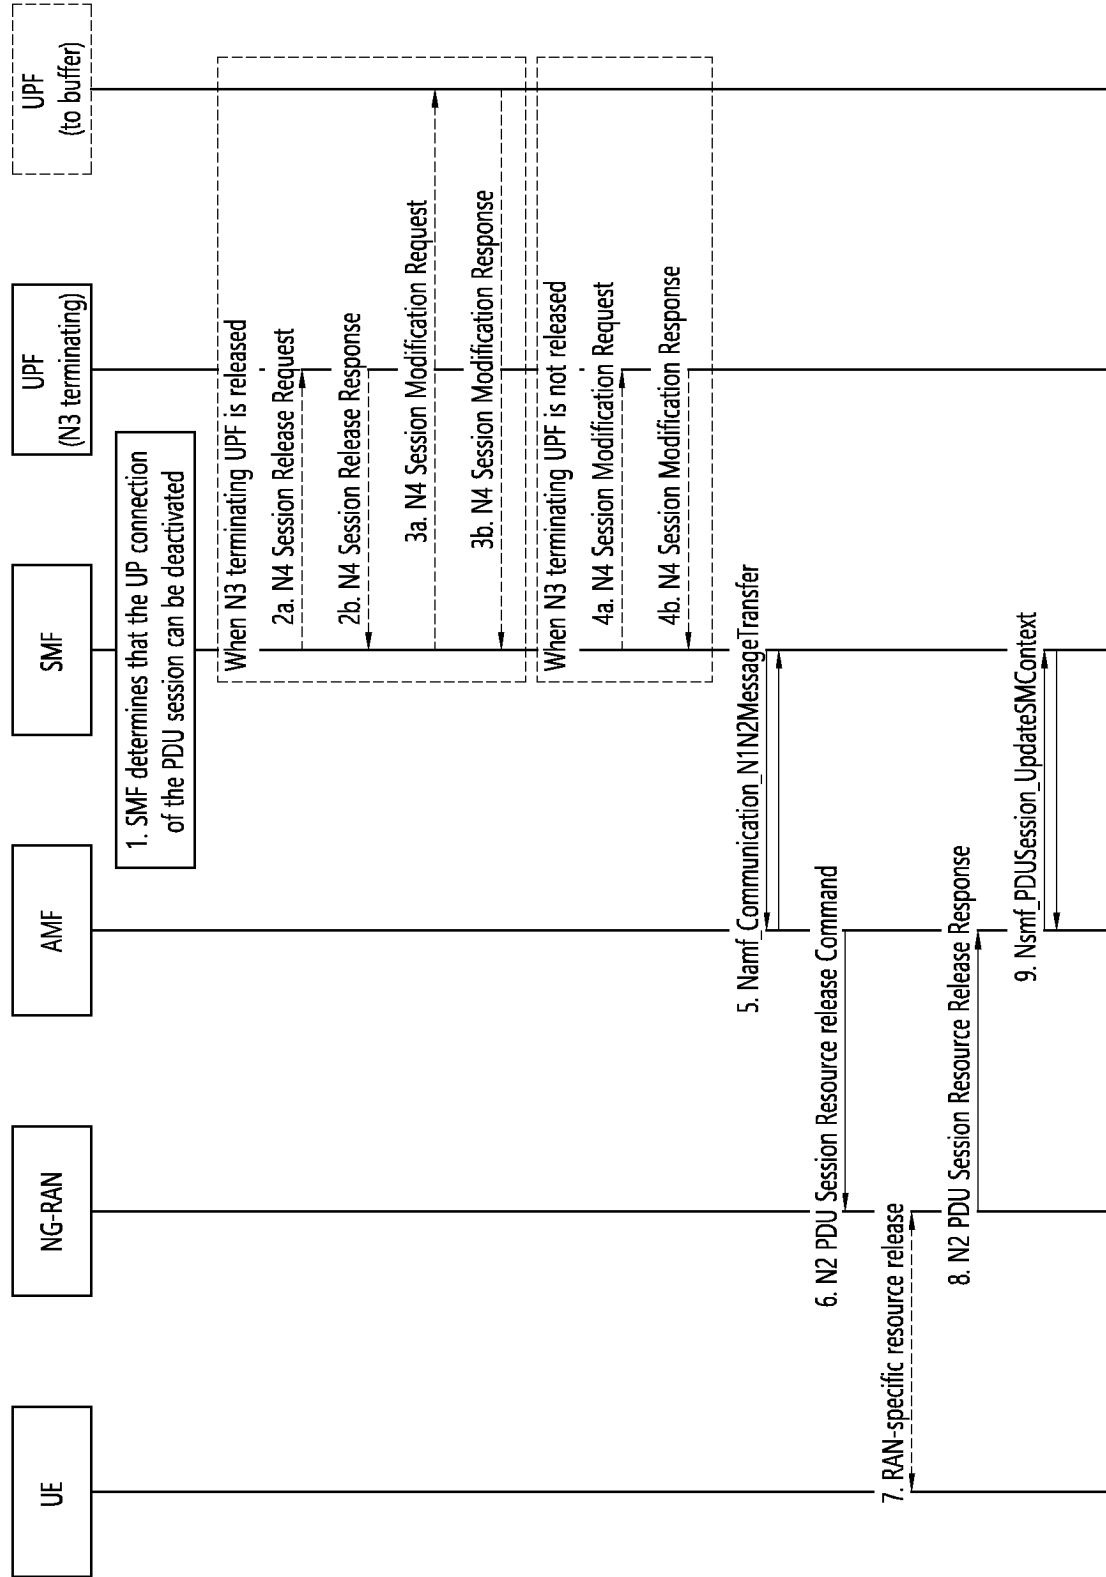 UE
NG-RAN
AMF
SMF
UPF
(N3 terminating)
UPF
(to buffer)
1. SMF determines that the UP connection
of the PDU session can be deactivated
When N3 terminating UPF is released
2a. N4 Session Release Request
2b. N4 Session Release Response
3a. N4 Session Modification Request
3b. N4 Session Modification Response
When N3 terminating UPF is not released
4a. N4 Session Modification Request
4b. N4 Session Modification Response
5. Namf_Communication_N1N2MessageTransfer
6. N2 PDU Session Resource release Command
7. RAN-specific resource release
8. N2 PDU Session Resource Release Response
9. Nsmf_PDUSession_UpdateSMContext